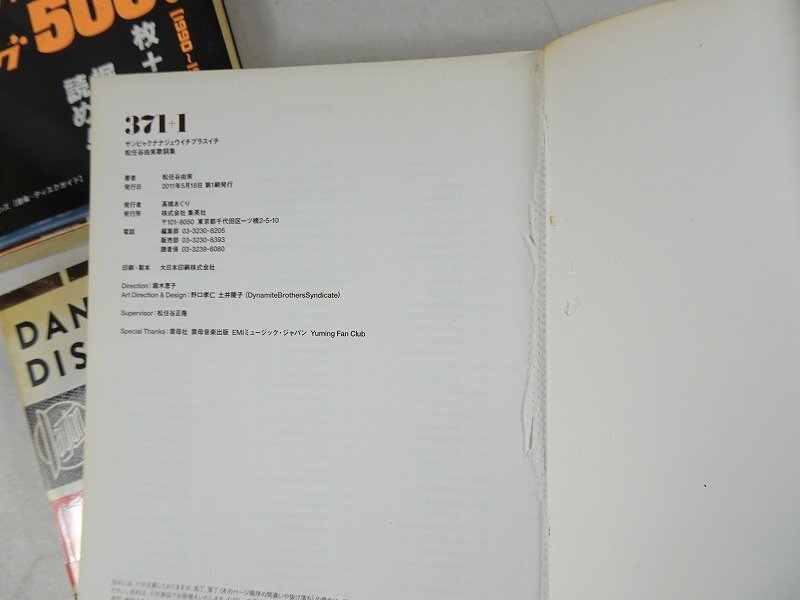 371+1
サンビャクナナジュウイチプラスイチ
松任谷由実歌詞集
著者 松任谷由実
発行日 2011年5月18日 第1刷発行
発行者 高橋あぐり
発行所 株式会社 集英社
〒101-8050 東京都千代田区一ツ橋2-5-10
電話 編集部 03-3230-6205
販売部 03-3230-6393
読者係 03-3239-6080
印刷・製本 大日本印刷株式会社
Direction：堀木恵子
Art Direction & Design：野口孝仁 土井陵子（DynamiteBrothersSyndicate）
Supervisor：松任谷正隆
Special Thanks：雲母社 雲母音楽出版 EMIミュージック・ジャパン Yuming Fan Club
500
枚
読
DAN
DIS